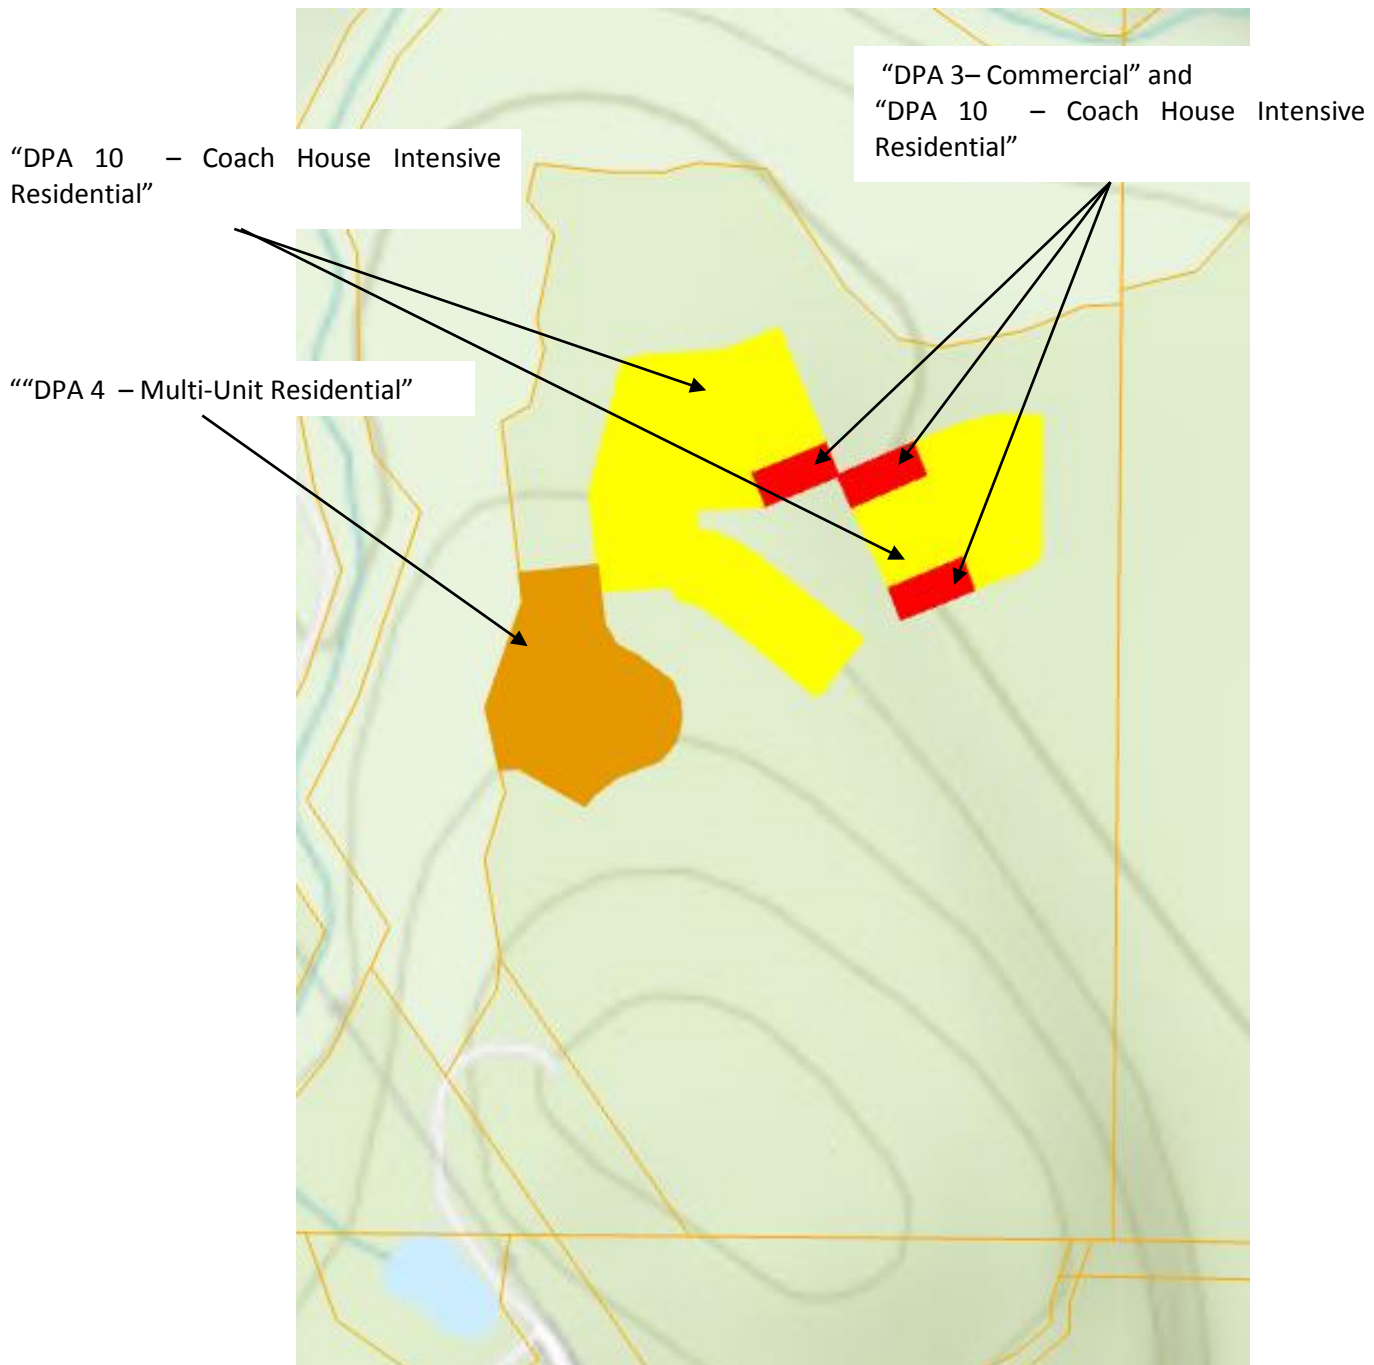 “DPA 3– Commercial” and
“DPA 10 – Coach House Intensive
Residential”
“DPA 10 – Coach House Intensive
Residential”
““DPA 4 – Multi-Unit Residential”